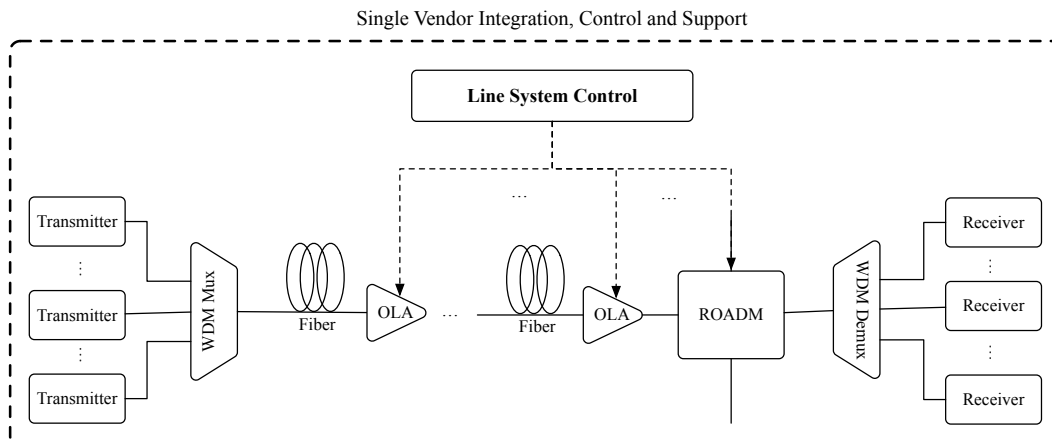 Single Vendor Integration, Control and Support
Line System Control
...
...
Transmitter
...
Transmitter
...
Transmitter
WDM Mux
Fiber
OLA
...
Fiber
OLA
ROADM
WDM Demux
Receiver
...
Receiver
...
Receiver